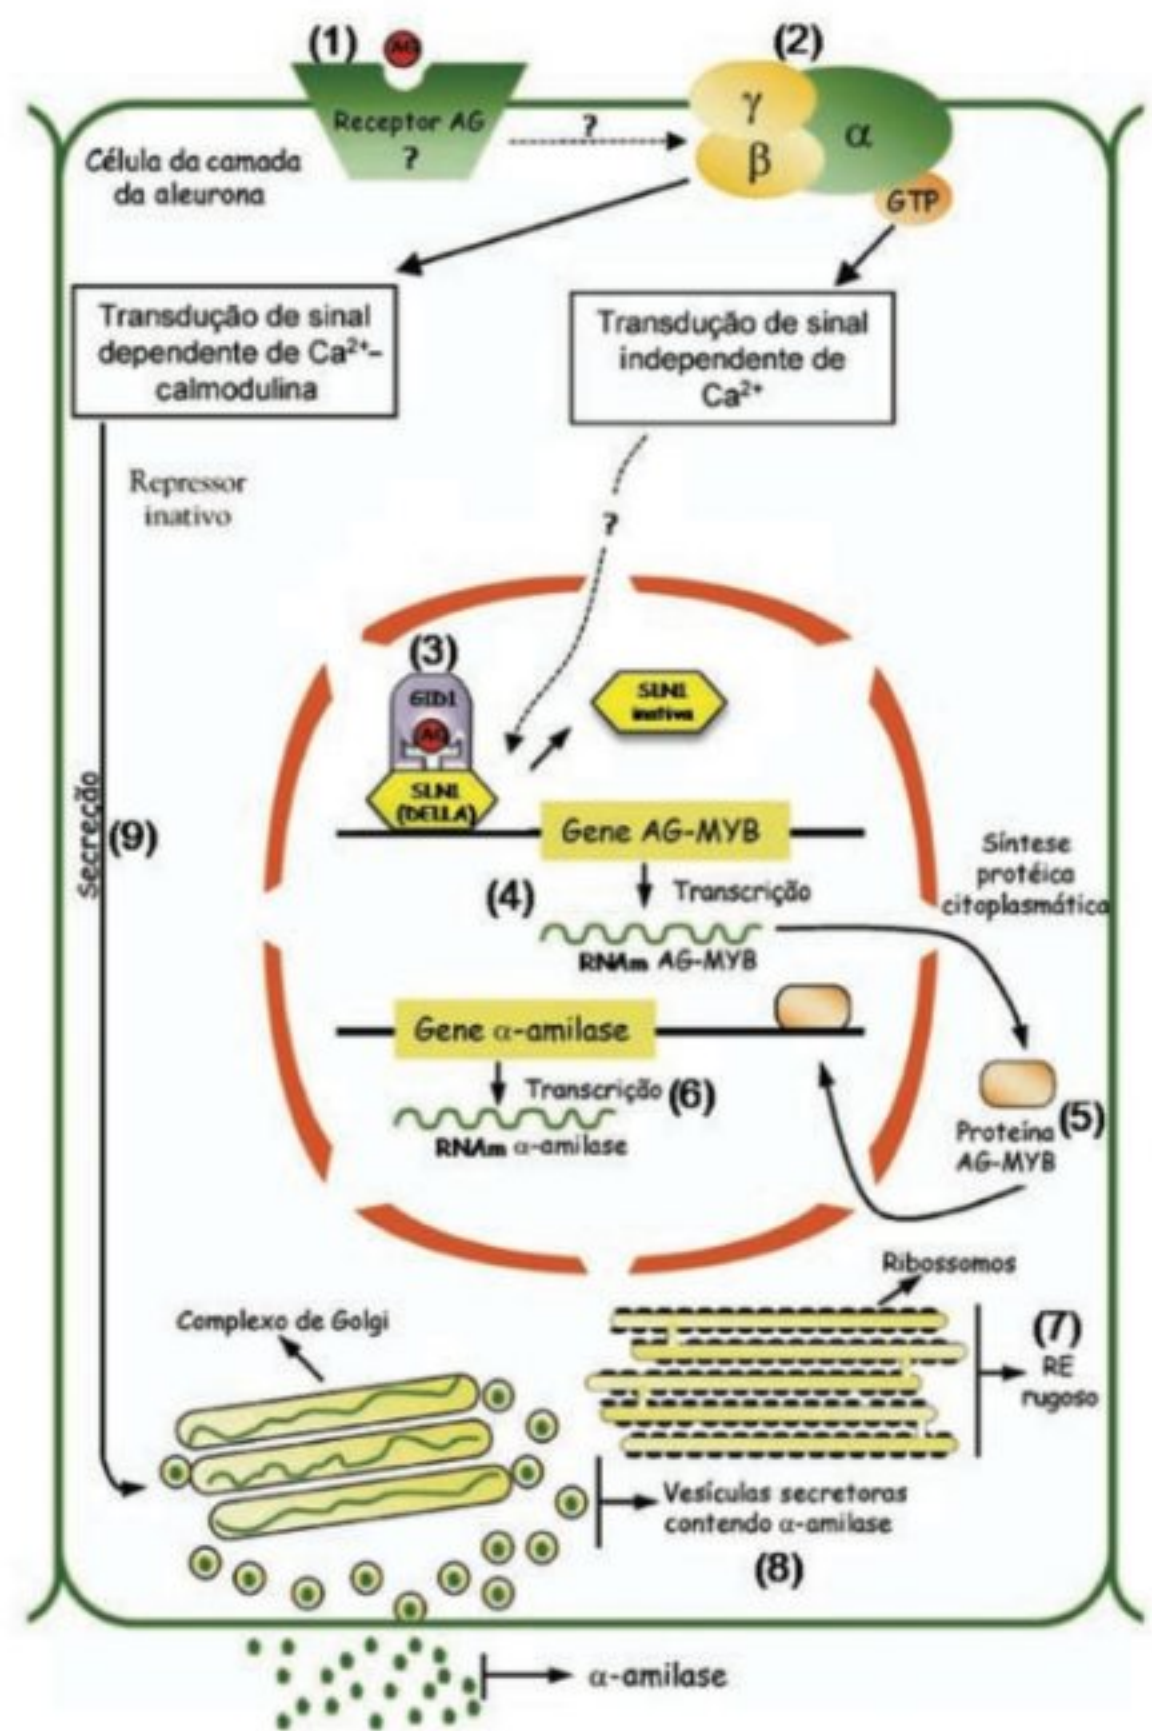 (1)
AG
(2)
Receptor AG
?
?
γ
β
α
GTP
Célula da camada
da aleurona
Transdução de sinal
dependente de Ca²⁺–
calmodulina
Transdução de sinal
independente de
Ca²⁺
Repressor
inativo
?
(3)
GID1
AG
SLN1
(DELLA)
SLN1
inativa
Gene AG-MYB
secreção
(9)
(4)
Transcrição
RNAm AG-MYB
Síntese
protéica
citoplasmática
Gene α-amilase
Transcrição
(6)
RNAm α-amilase
(5)
Proteína
AG-MYB
Ribossomos
Complexo de Golgi
(7)
RE
rugoso
Vesículas secretoras
contendo α-amilase
(8)
α-amilase